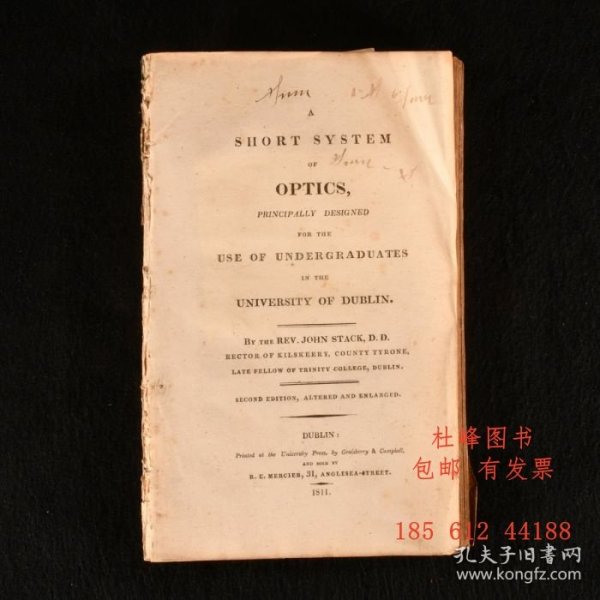 A
SHORT SYSTEM
OF
OPTICS,
PRINCIPALLY DESIGNED
FOR THE
USE OF UNDERGRADUATES
IN THE
UNIVERSITY OF DUBLIN.
BY THE REV. JOHN STACK, D. D.
RECTOR OF KILSKEERY, COUNTY TYRONE,
LATE FELLOW OF TRINITY COLLEGE, DUBLIN.
SECOND EDITION, ALTERED AND ENLARGED.
DUBLIN:
Printed at the University Press, by Graisberry & Campbell,
AND SOLD BY
R. E. MERCIER, 31, ANGLESEA-STREET.
1811.
杜峰图书
包邮 有发票
185 612 44188
孔夫子旧书网
www.kongfz.com